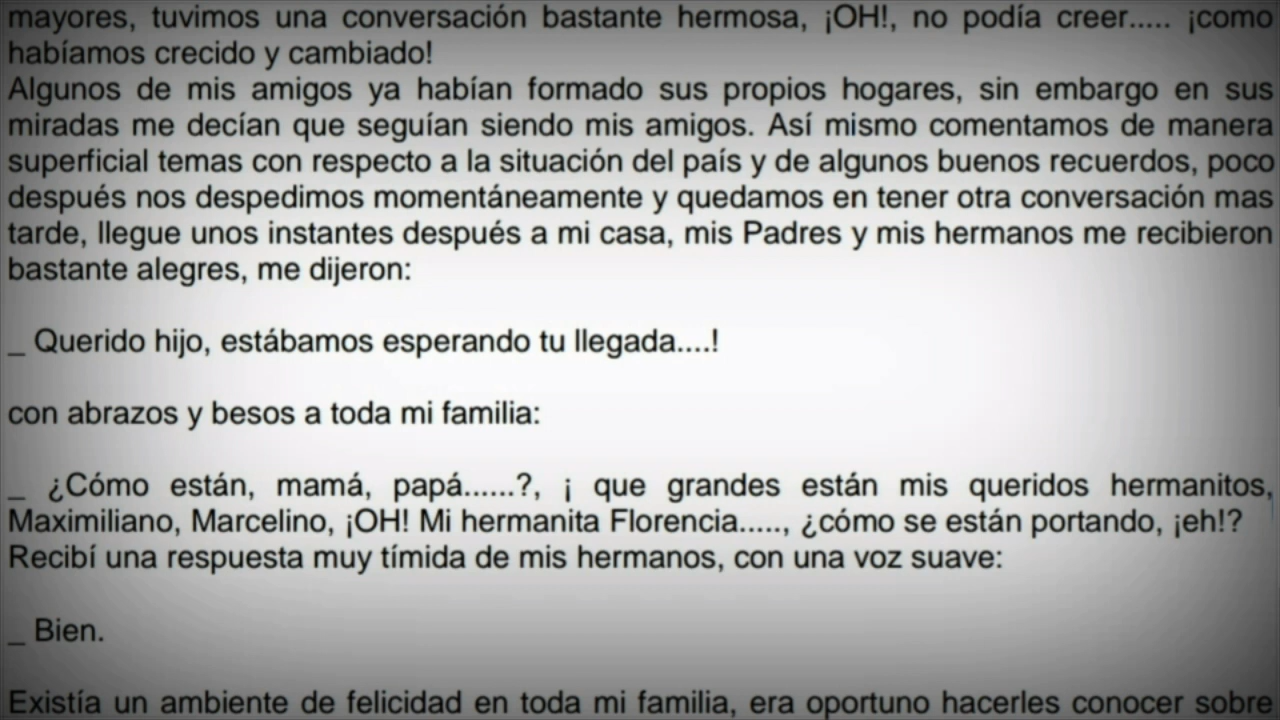 mayores, tuvimos una conversación bastante hermosa, ¡OH!, no podía creer..... ¡como
habíamos crecido y cambiado!
Algunos de mis amigos ya habían formado sus propios hogares, sin embargo en sus
miradas me decían que seguían siendo mis amigos. Así mismo comentamos de manera
superficial temas con respecto a la situación del país y de algunos buenos recuerdos, poco
después nos despedimos momentáneamente y quedamos en tener otra conversación mas
tarde, llegue unos instantes después a mi casa, mis Padres y mis hermanos me recibieron
bastante alegres, me dijeron:
_ Querido hijo, estábamos esperando tu llegada....!
con abrazos y besos a toda mi familia:
_ ¿Cómo están, mamá, papá......?, ¡ que grandes están mis queridos hermanitos,
Maximiliano, Marcelino, ¡OH! Mi hermanita Florencia....., ¿cómo se están portando, ¡eh!?
Recibí una respuesta muy tímida de mis hermanos, con una voz suave:
_ Bien.
Existía un ambiente de felicidad en toda mi familia, era oportuno hacerles conocer sobre